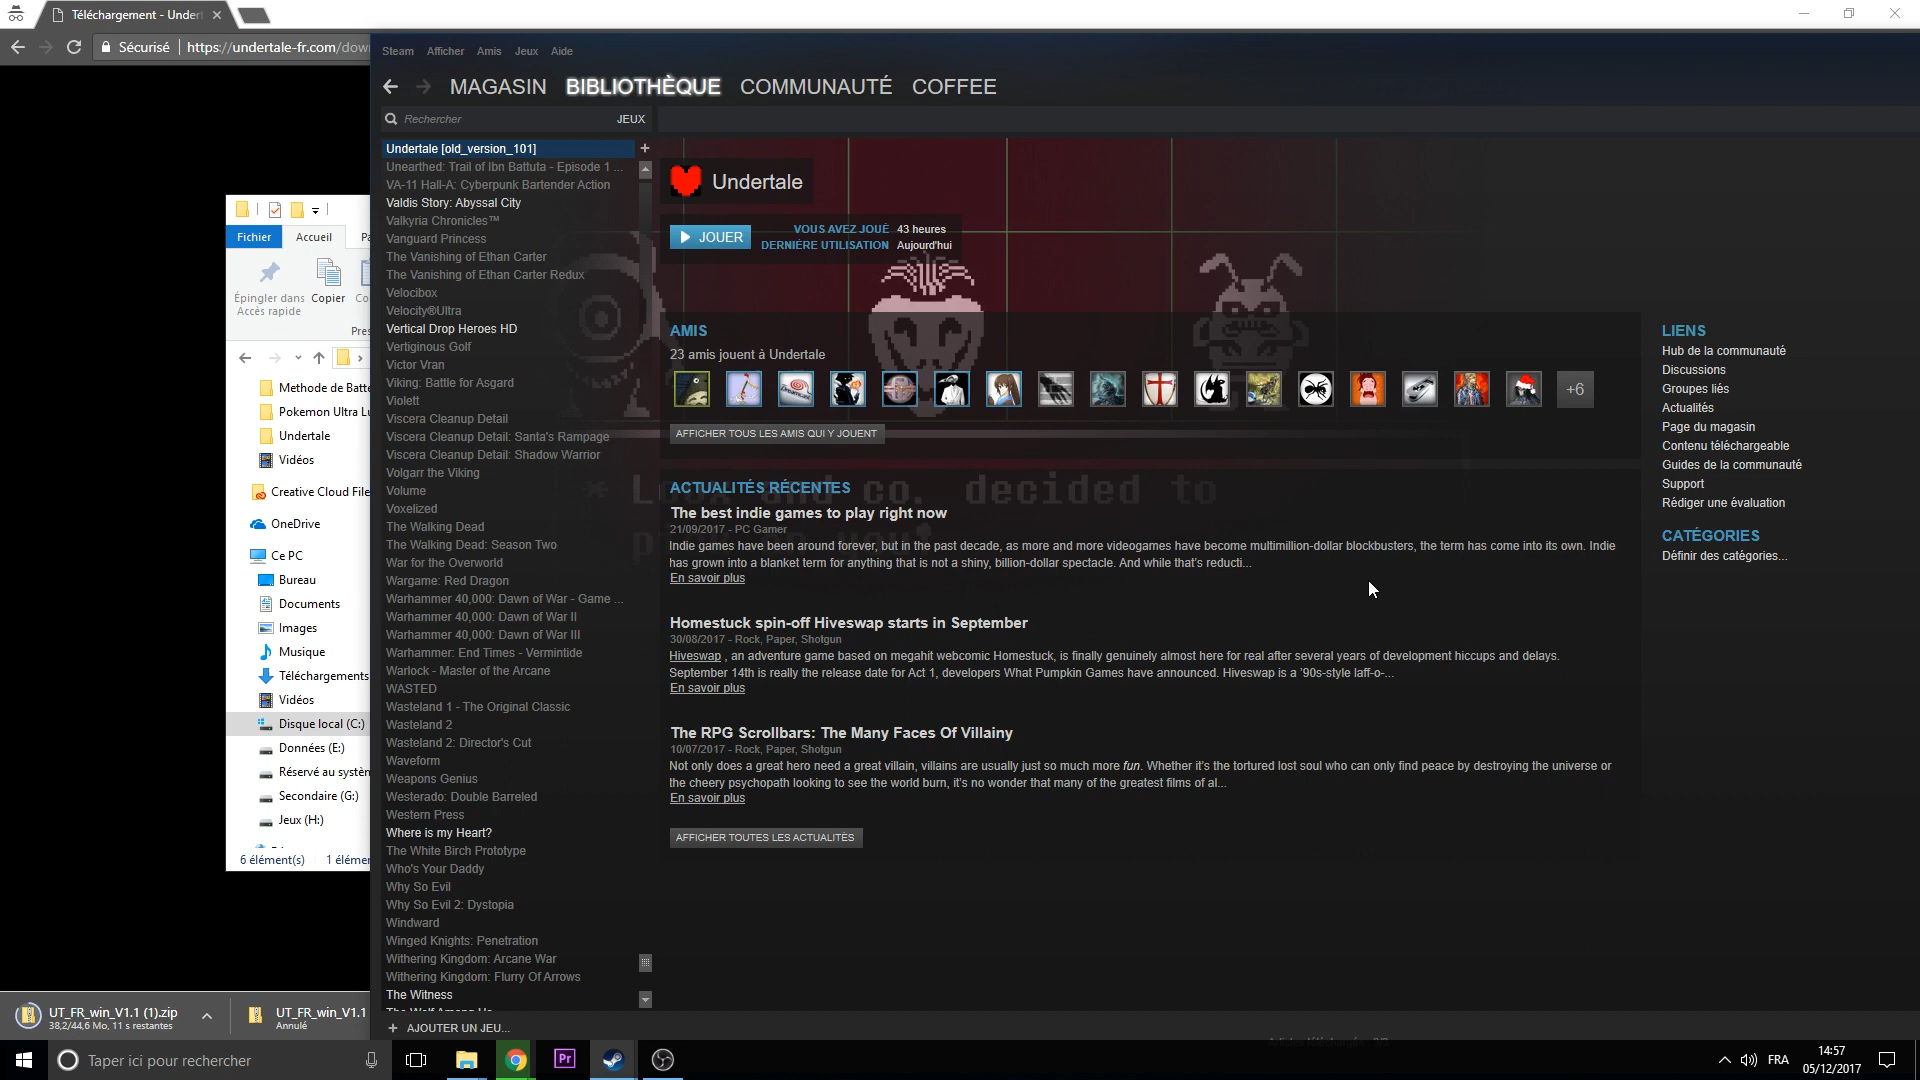 Téléchargement - Under
Sécurisé
https://undertale-fr.com/dow
Steam Afficher Amis Jeux Aide
MAGASIN BIBLIOTHÈQUE COMMUNAUTÉ COFFEE
Rechercher
JEUX
Undertale [old_version_101]
Unearthed: Trail of Ibn Battuta - Episode 1 ...
VA-11 Hall-A: Cyberpunk Bartender Action
Valdis Story: Abyssal City
Valkyria Chronicles™
Vanguard Princess
The Vanishing of Ethan Carter
The Vanishing of Ethan Carter Redux
Velocibox
Velocity®Ultra
Vertical Drop Heroes HD
Vertiginous Golf
Victor Vran
Viking: Battle for Asgard
Violett
Viscera Cleanup Detail
Viscera Cleanup Detail: Santa's Rampage
Viscera Cleanup Detail: Shadow Warrior
Volgarr the Viking
Volume
Voxelized
The Walking Dead
The Walking Dead: Season Two
War for the Overworld
Wargame: Red Dragon
Warhammer 40,000: Dawn of War - Game ...
Warhammer 40,000: Dawn of War II
Warhammer 40,000: Dawn of War III
Warhammer: End Times - Vermintide
Warlock - Master of the Arcane
WASTED
Wasteland 1 - The Original Classic
Wasteland 2
Wasteland 2: Director's Cut
Waveform
Weapons Genius
Westerado: Double Barreled
Western Press
Where is my Heart?
The White Birch Prototype
Who's Your Daddy
Why So Evil
Why So Evil 2: Dystopia
Windward
Winged Knights: Penetration
Withering Kingdom: Arcane War
Withering Kingdom: Flurry Of Arrows
The Witness
The Wolf Among Us
AJOUTER UN JEU...
Undertale
JOUER
VOUS AVEZ JOUÉ 43 heures
DERNIÈRE UTILISATION Aujourd'hui
AMIS
23 amis jouent à Undertale
+6
AFFICHER TOUS LES AMIS QUI Y JOUENT
ACTUALITÉS RÉCENTES
and co. decided to
The best indie games to play right now
21/09/2017 - PC Gamer
Indie games have been around forever, but in the past decade, as more and more videogames have become multimillion-dollar blockbusters, the term has come into its own. Indie
has grown into a blanket term for anything that is not a shiny, billion-dollar spectacle. And while that's reducti...
En savoir plus
Homestuck spin-off Hiveswap starts in September
30/08/2017 - Rock, Paper, Shotgun
Hiveswap , an adventure game based on megahit webcomic Homestuck, is finally genuinely almost here for real after several years of development hiccups and delays.
September 14th is really the release date for Act 1, developers What Pumpkin Games have announced. Hiveswap is a '90s-style laff-o-...
En savoir plus
The RPG Scrollbars: The Many Faces Of Villainy
10/07/2017 - Rock, Paper, Shotgun
Not only does a great hero need a great villain, villains are usually just so much more fun. Whether it's the tortured lost soul who can only find peace by destroying the universe or
the cheery psychopath looking to see the world burn, it's no wonder that many of the greatest films of al...
En savoir plus
AFFICHER TOUTES LES ACTUALITÉS
LIENS
Hub de la communauté
Discussions
Groupes liés
Actualités
Page du magasin
Contenu téléchargeable
Guides de la communauté
Support
Rédiger une évaluation
CATÉGORIES
Définir des catégories...
Fichier
Accueil
Pa
Épingler dans
Accès rapide
Copier
Co
Pres
Methode de Batte
Pokemon Ultra Lu
Undertale
Vidéos
Creative Cloud File
OneDrive
Ce PC
Bureau
Documents
Images
Musique
Téléchargements
Vidéos
Disque local (C:)
Données (E:)
Réservé au systèm
Secondaire (G:)
Jeux (H:)
6 élément(s)
1 élémen
UT_FR_win_V1.1 (1).zip
38,2/44,6 Mo, 11 s restantes
UT_FR_win_V1.1
Annulé
Taper ici pour rechercher
Pr
FRA
14:57
05/12/2017